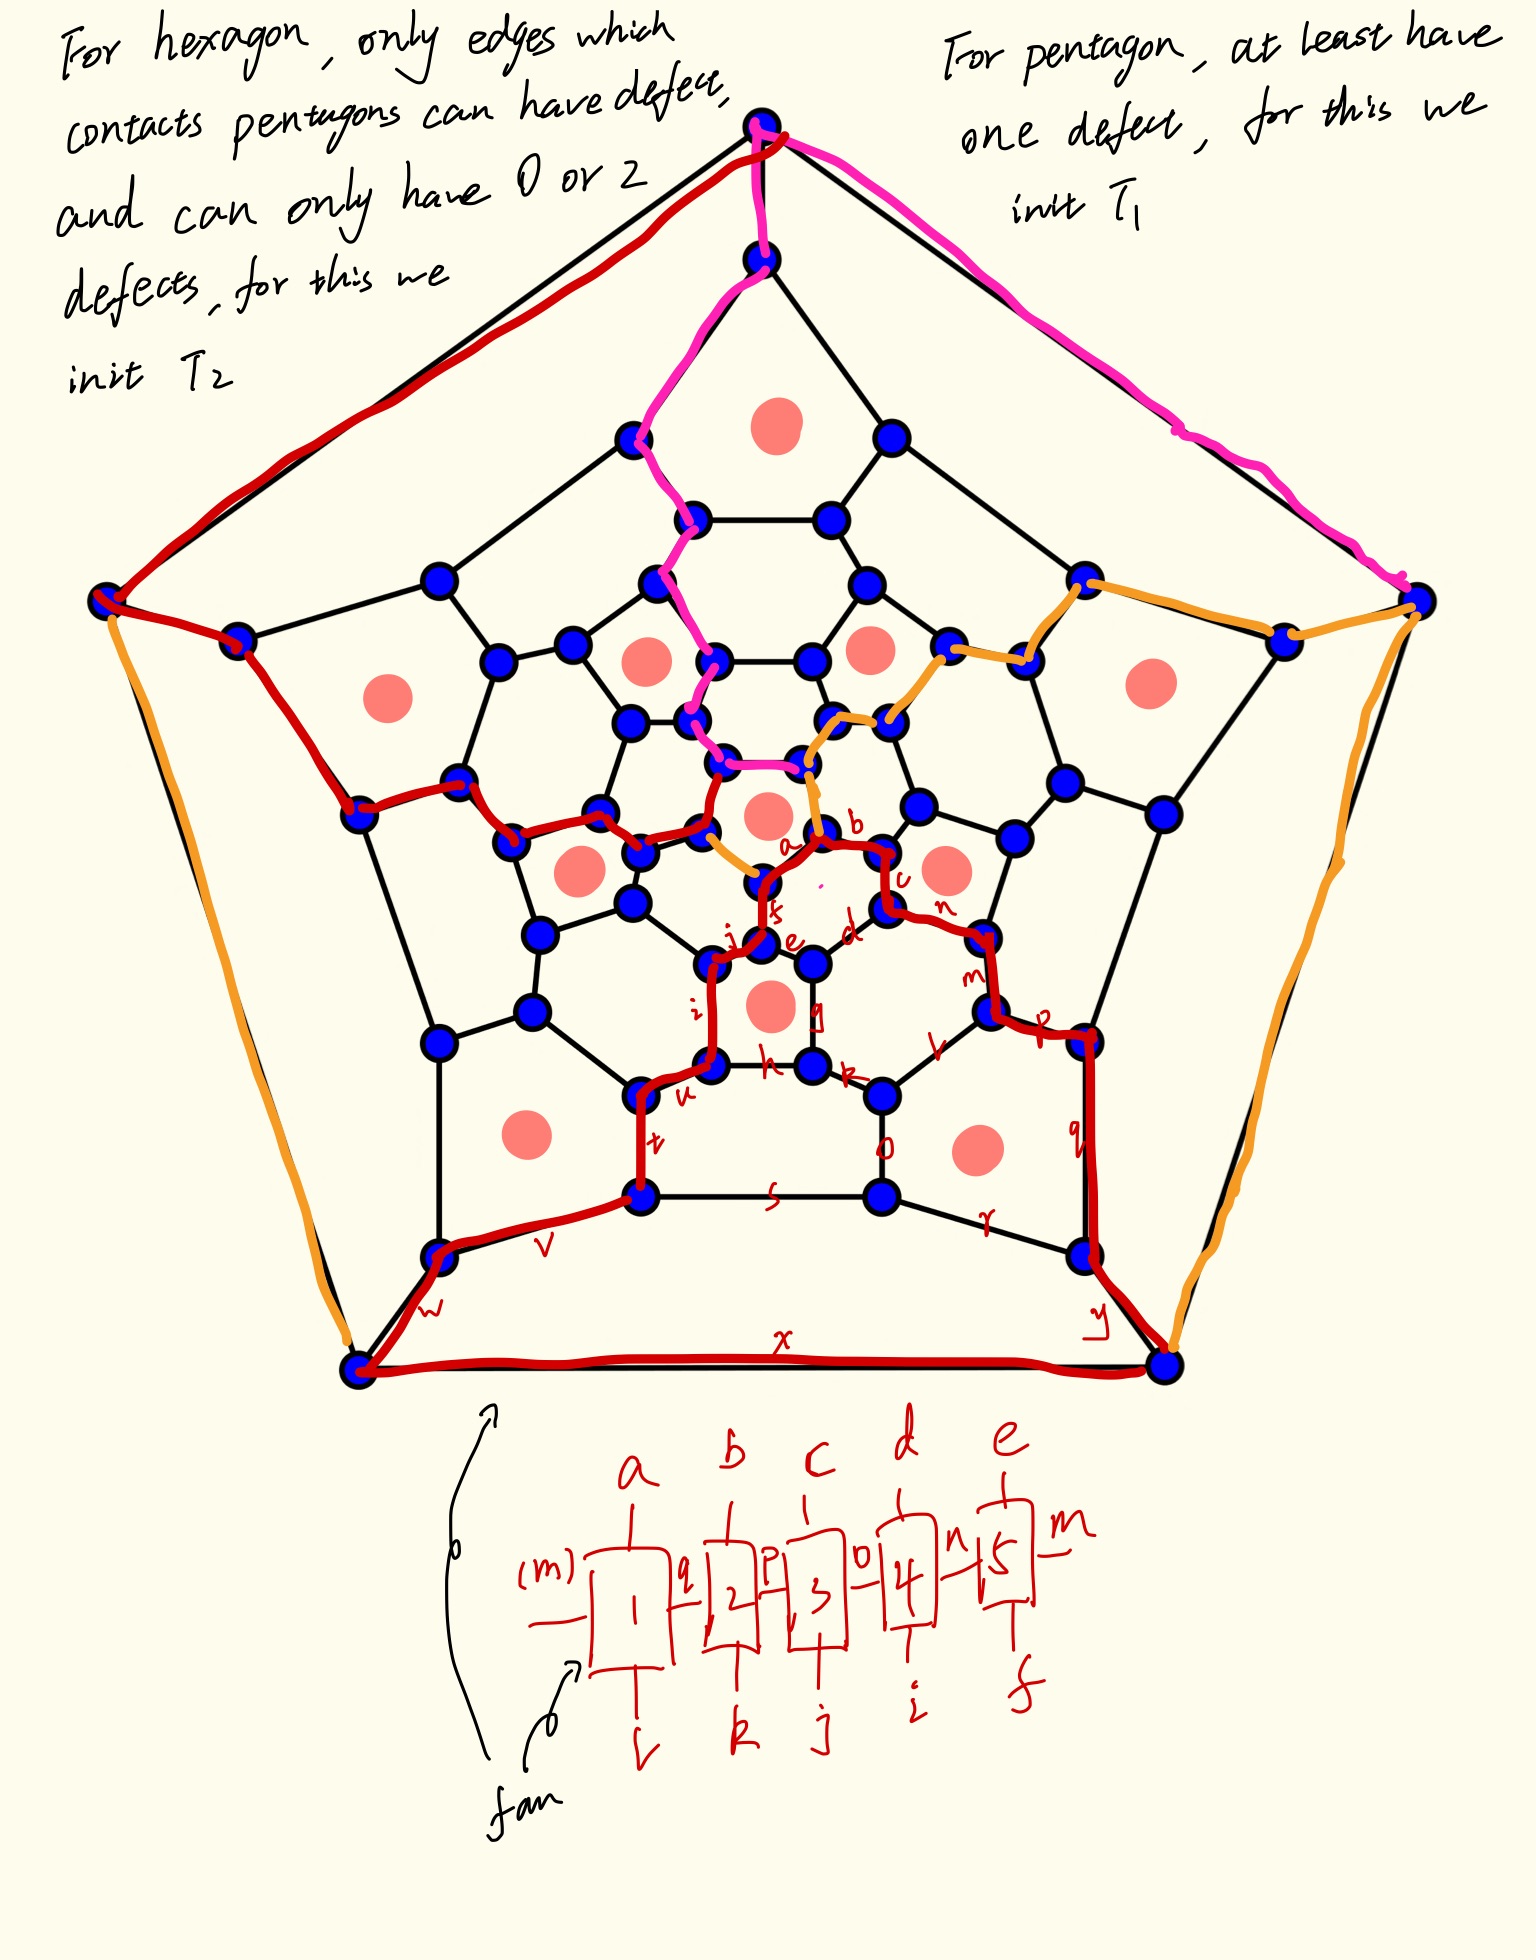 For hexagon, only edges which
contacts pentagons can have defect,
and can only have 0 or 2
defects, for this we
init T2
For pentagon, at least have
one defect, for this we
init T1
a
b
c
n
d
e
j
m
i
g
p
h
k
l
u
t
o
q
s
r
v
w
y
x
a b c d e
(m) 1 q 2 p 3 o 4 n 5 m
l k j i f
fan